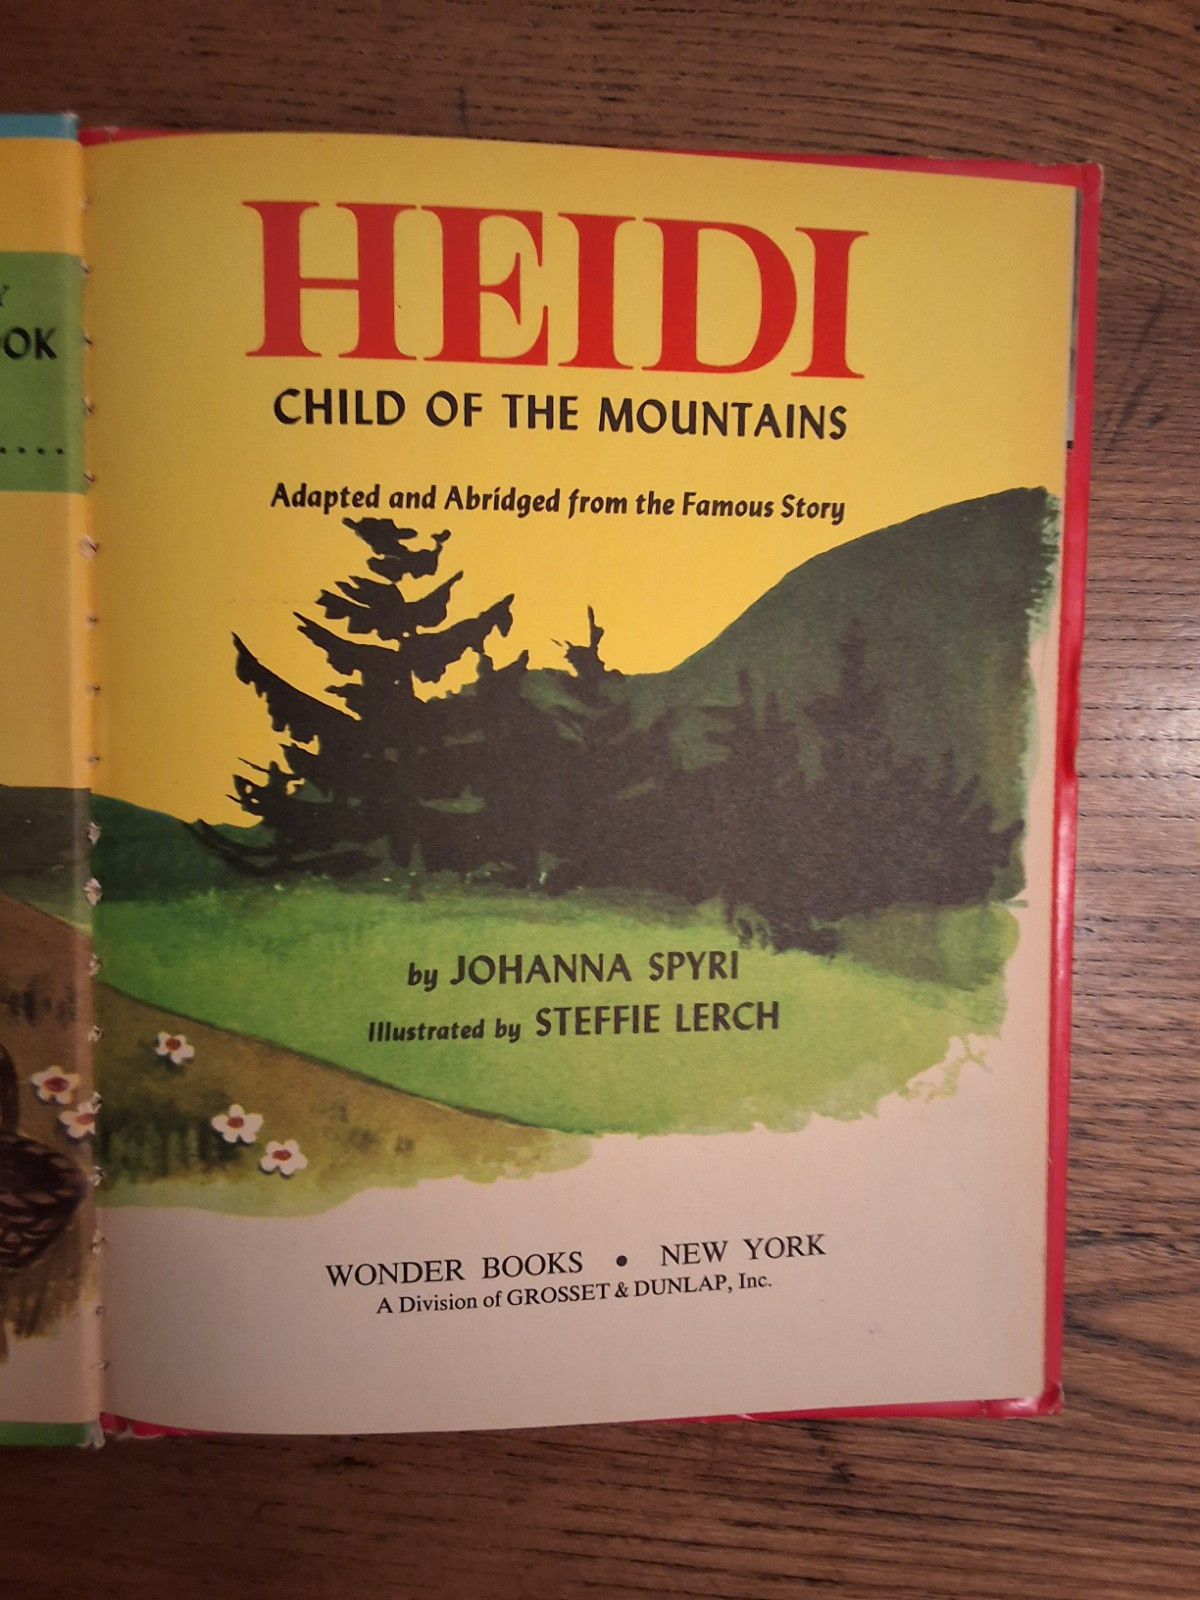 OOK
....
HEIDI
CHILD OF THE MOUNTAINS
Adapted and Abridged from the Famous Story
by JOHANNA SPYRI
Illustrated by STEFFIE LERCH
WONDER BOOKS • NEW YORK
A Division of GROSSET & DUNLAP, Inc.